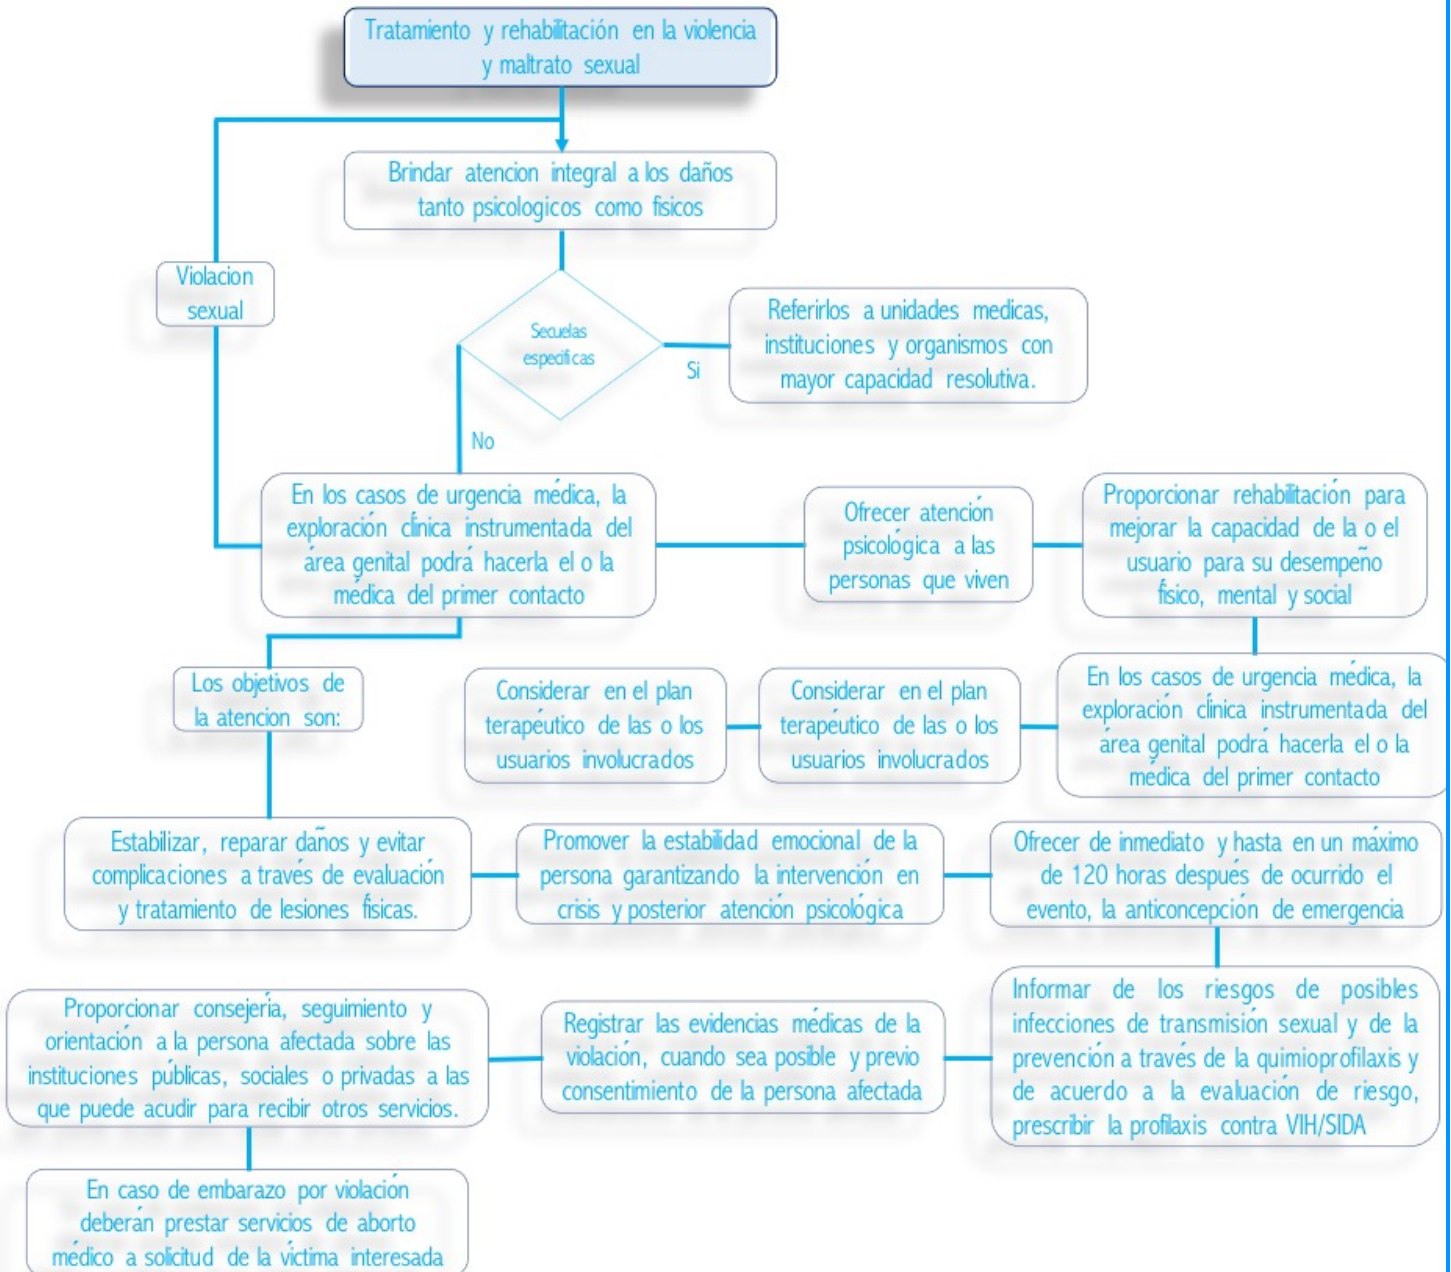 Tratamiento y rehabilitación en la violencia
y maltrato sexual
Brindar atencion integral a los daños
tanto psicologicos como fisicos
Violacion
sexual
Secuelas
especificas
Si
Referirlos a unidades medicas,
instituciones y organismos con
mayor capacidad resolutiva.
No
En los casos de urgencia médica, la
exploración clínica instrumentada del
área genital podrá hacerla el o la
médica del primer contacto
Ofrecer atención
psicológica a las
personas que viven
Proporcionar rehabilitación para
mejorar la capacidad de la o el
usuario para su desempeño
físico, mental y social
En los casos de urgencia médica, la
exploración clínica instrumentada del
área genital podrá hacerla el o la
médica del primer contacto
Considerar en el plan
terapéutico de las o los
usuarios involucrados
Considerar en el plan
terapéutico de las o los
usuarios involucrados
Los objetivos de
la atencion son:
Estabilizar, reparar daños y evitar
complicaciones a través de evaluación
y tratamiento de lesiones físicas.
Promover la estabilidad emocional de la
persona garantizando la intervención en
crisis y posterior atención psicológica
Ofrecer de inmediato y hasta en un máximo
de 120 horas después de ocurrido el
evento, la anticoncepción de emergencia
Informar de los riesgos de posibles
infecciones de transmisión sexual y de la
prevención a través de la quimioprofilaxis y
de acuerdo a la evaluación de riesgo,
prescribir la profilaxis contra VIH/SIDA
Registrar las evidencias médicas de la
violación, cuando sea posible y previo
consentimiento de la persona afectada
Proporcionar consejería, seguimiento y
orientación a la persona afectada sobre las
instituciones públicas, sociales o privadas a las
que puede acudir para recibir otros servicios.
En caso de embarazo por violación
deberán prestar servicios de aborto
médico a solicitud de la víctima interesada